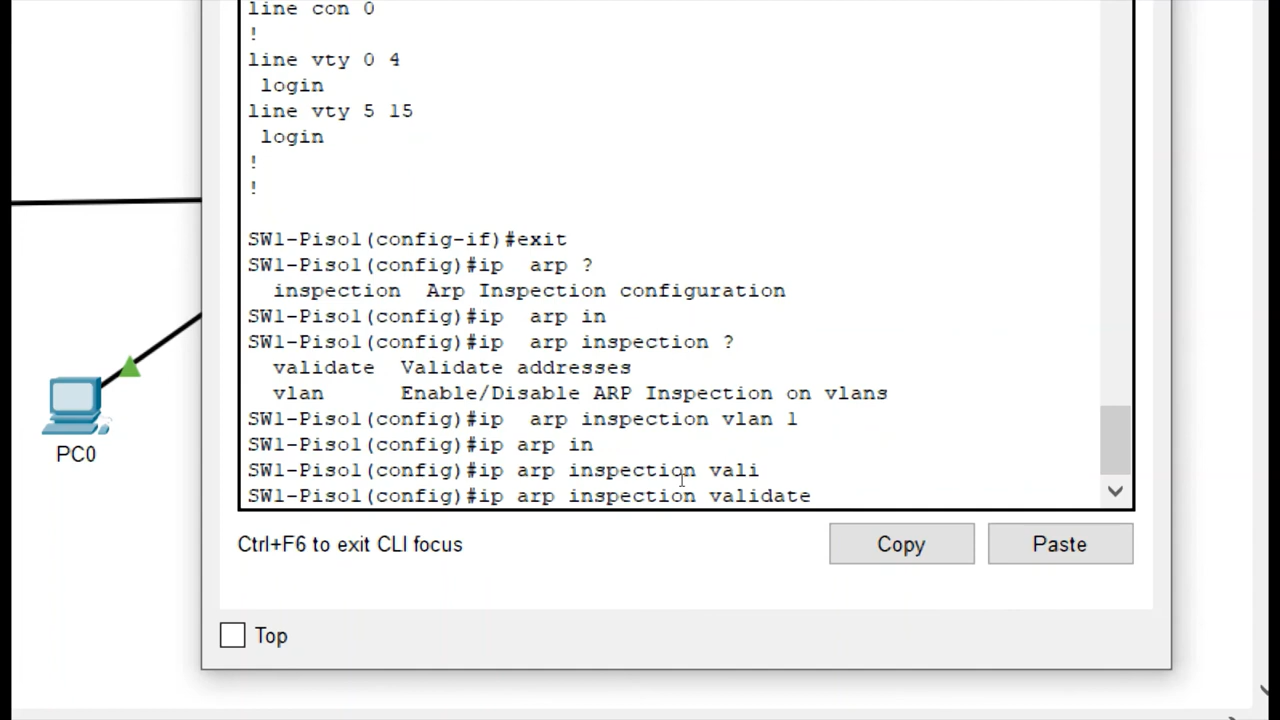 line con 0
!
line vty 0 4
login
line vty 5 15
login
!
!
SW1-Pisol(config-if)#exit
SW1-Pisol(config)#ip  arp ?
inspection  Arp Inspection configuration
SW1-Pisol(config)#ip  arp in
SW1-Pisol(config)#ip  arp inspection ?
validate  Validate addresses
vlan      Enable/Disable ARP Inspection on vlans
SW1-Pisol(config)#ip  arp inspection vlan 1
SW1-Pisol(config)#ip arp in
SW1-Pisol(config)#ip arp inspection vali
SW1-Pisol(config)#ip arp inspection validate
PC0
Ctrl+F6 to exit CLI focus
Copy
Paste
Top